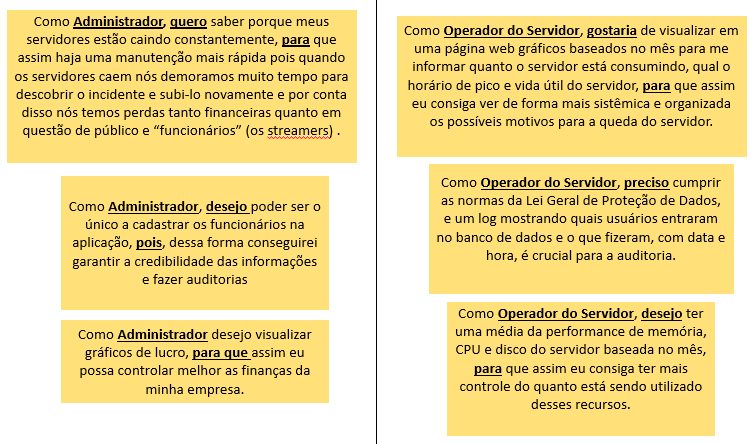 Como Administrador, quero saber porque meus
servidores estão caindo constantemente, para que
assim haja uma manutenção mais rápida pois quando
os servidores caem nós demoramos muito tempo para
descobrir o incidente e subi-lo novamente e por conta
disso nós temos perdas tanto financeiras quanto em
questão de público e “funcionários” (os streamers) .
Como Administrador, desejo poder ser o
único a cadastrar os funcionários na
aplicação, pois, dessa forma conseguirei
garantir a credibilidade das informações
e fazer auditorias
Como Administrador desejo visualizar
gráficos de lucro, para que assim eu
possa controlar melhor as finanças da
minha empresa.
Como Operador do Servidor, gostaria de visualizar em
uma página web gráficos baseados no mês para me
informar quanto o servidor está consumindo, qual o
horário de pico e vida útil do servidor, para que assim
eu consiga ver de forma mais sistêmica e organizada
os possíveis motivos para a queda do servidor.
Como Operador do Servidor, preciso cumprir
as normas da Lei Geral de Proteção de Dados,
e um log mostrando quais usuários entraram
no banco de dados e o que fizeram, com data e
hora, é crucial para a auditoria.
Como Operador do Servidor, desejo ter
uma média da performance de memória,
CPU e disco do servidor baseada no mês,
para que assim eu consiga ter mais
controle do quanto está sendo utilizado
desses recursos.